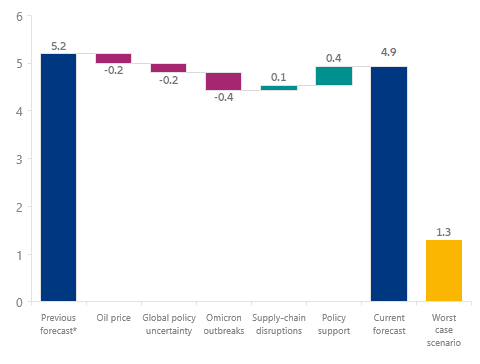 6
5
4
3
2
1
0
5.2
-0.2
-0.2
-0.4
0.1
0.4
4.9
1.3
Previous
forecast*
Oil price
Global policy
uncertainty
Omicron
outbreaks
Supply-chain
disruptions
Policy
support
Current
forecast
Worst
case
scenario